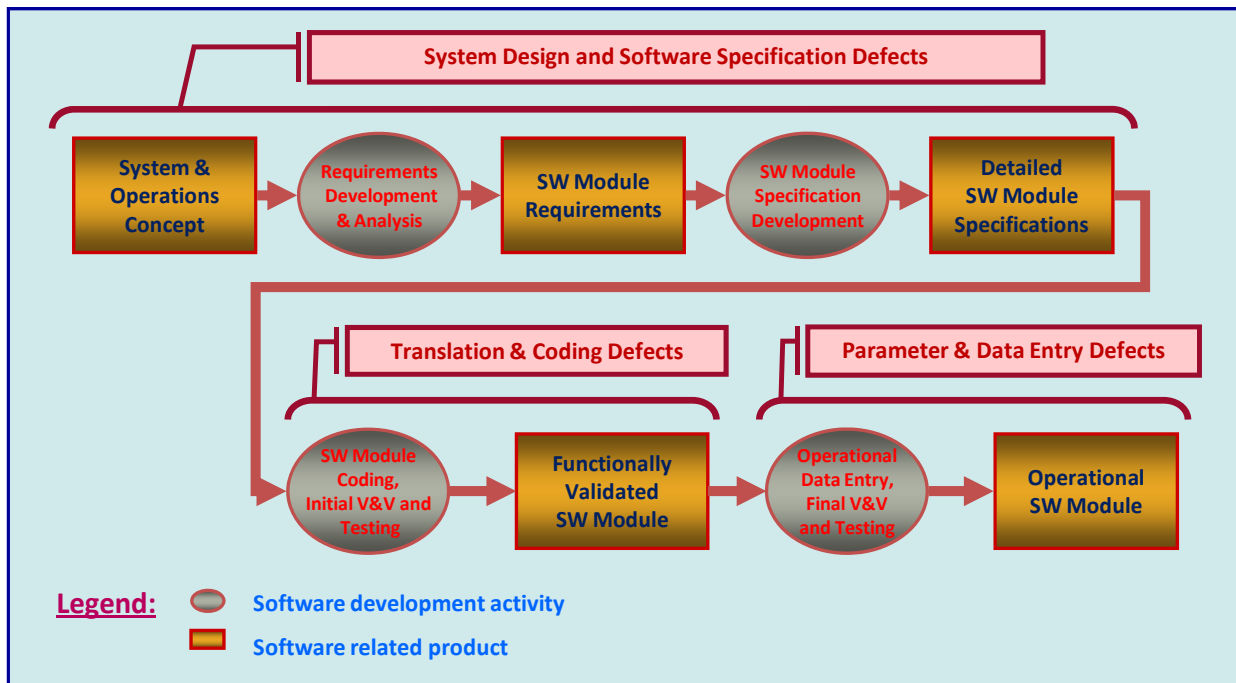 System Design and Software Specification Defects
System &
Operations
Concept
Requirements
Development
& Analysis
SW Module
Requirements
SW Module
Specification
Development
Detailed
SW Module
Specifications
Translation & Coding Defects
Parameter & Data Entry Defects
SW Module
Coding,
Initial V&V and
Testing
Functionally
Validated
SW Module
Operational
Data Entry,
Final V&V
and Testing
Operational
SW Module
Legend:
Software development activity
Software related product